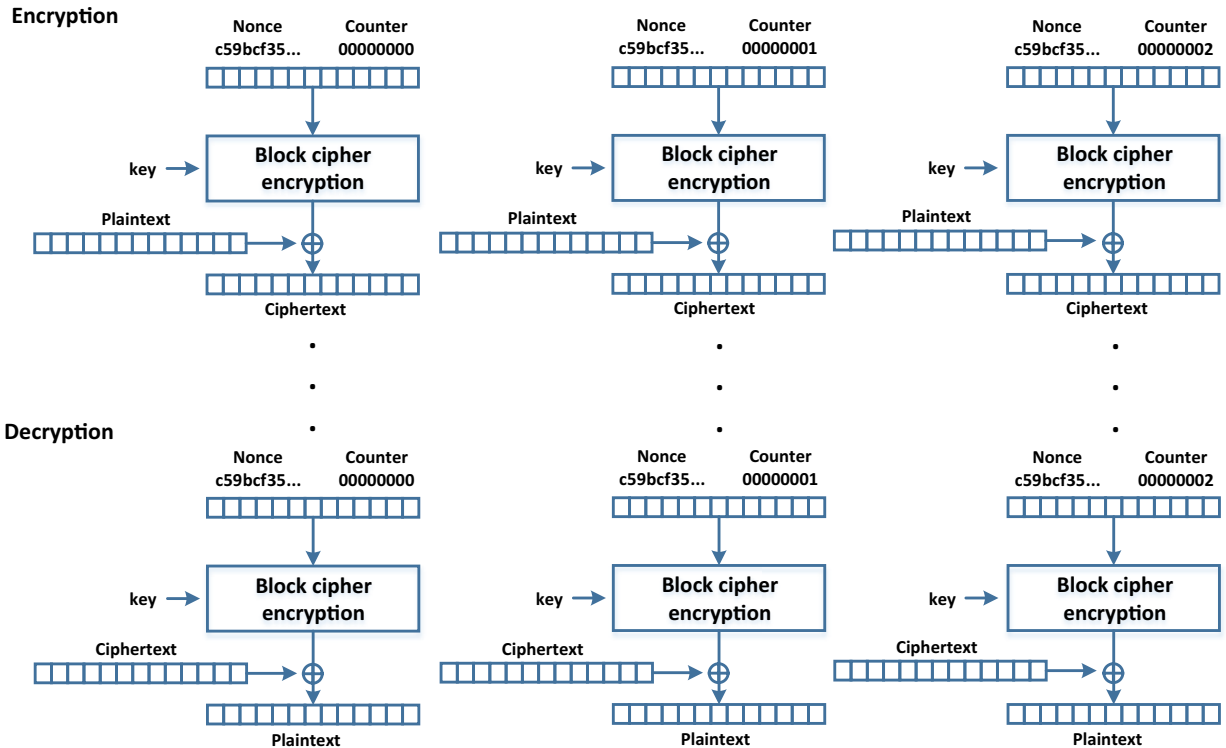 Encryption
Nonce Counter
c59bcf35... 00000000
Nonce Counter
c59bcf35... 00000001
Nonce Counter
c59bcf35... 00000002
key
Block cipher
encryption
key
Block cipher
encryption
key
Block cipher
encryption
Plaintext
Plaintext
Plaintext
Ciphertext
Ciphertext
Ciphertext
Decryption
Nonce Counter
c59bcf35... 00000000
Nonce Counter
c59bcf35... 00000001
Nonce Counter
c59bcf35... 00000002
key
Block cipher
encryption
key
Block cipher
encryption
key
Block cipher
encryption
Ciphertext
Ciphertext
Ciphertext
Plaintext
Plaintext
Plaintext